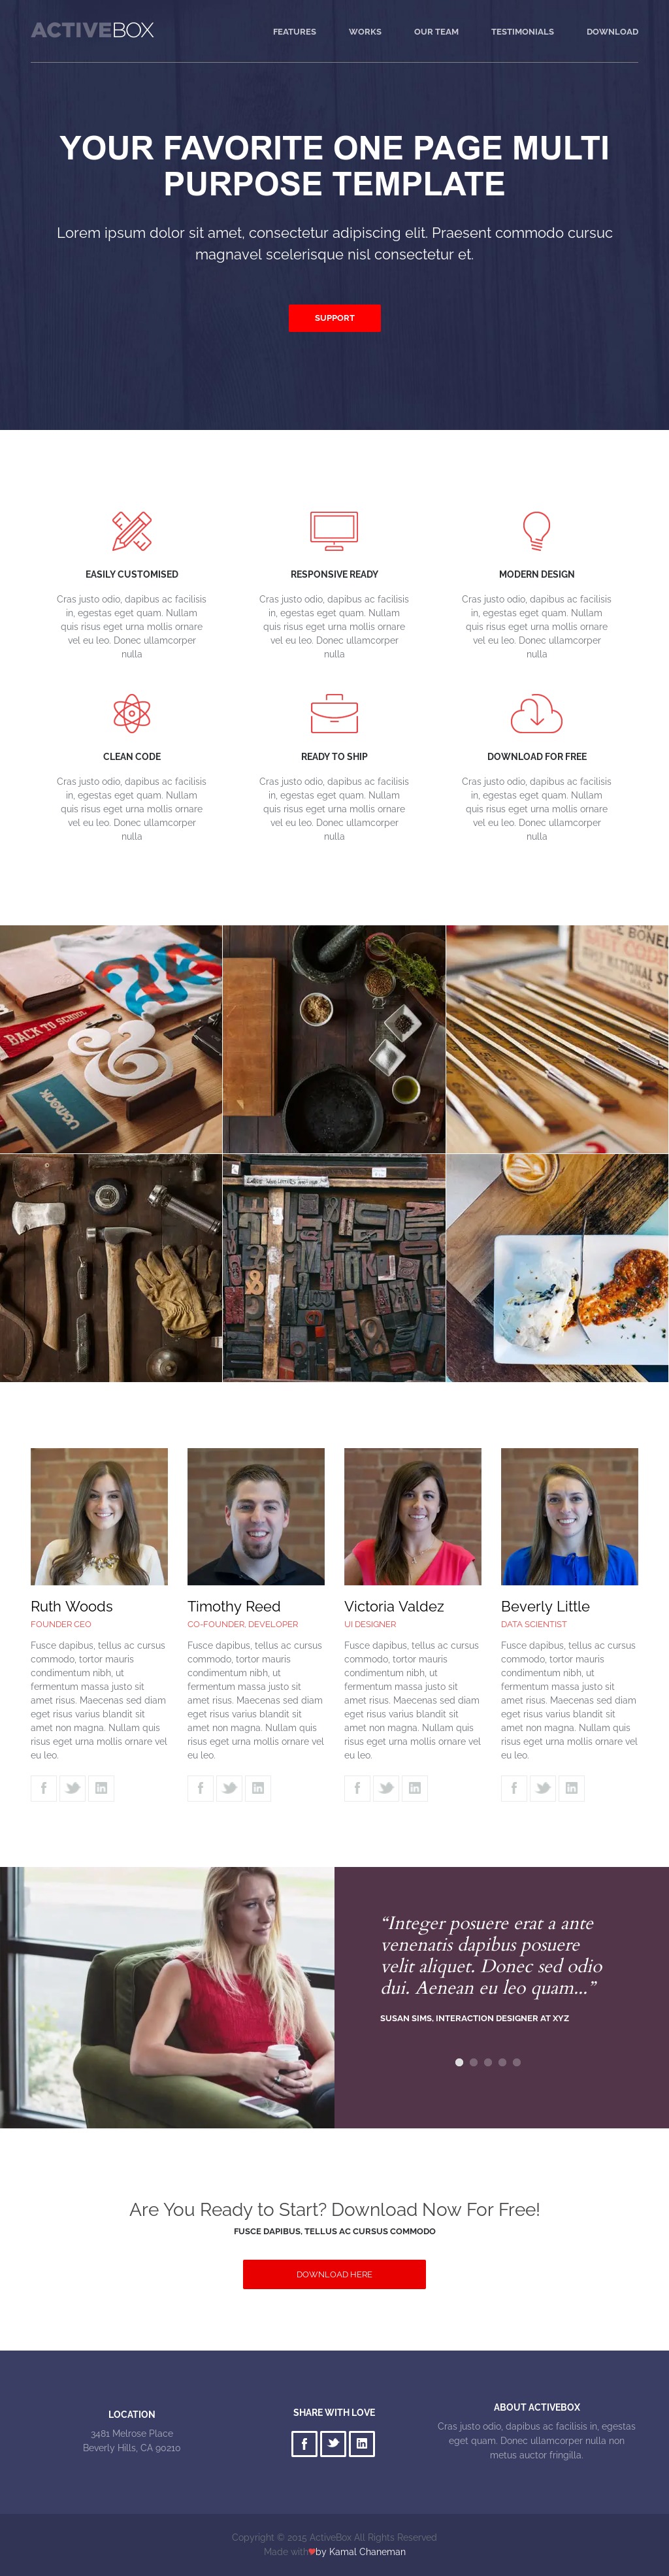 ACTIVEBOX
FEATURES WORKS OUR TEAM TESTIMONIALS DOWNLOAD
YOUR FAVORITE ONE PAGE MULTI
PURPOSE TEMPLATE
Lorem ipsum dolor sit amet, consectetur adipiscing elit. Praesent commodo cursuc
magnavel scelerisque nisl consectetur et.
SUPPORT
EASILY CUSTOMISED
Cras justo odio, dapibus ac facilisis
in, egestas eget quam. Nullam
quis risus eget urna mollis ornare
vel eu leo. Donec ullamcorper
nulla
RESPONSIVE READY
Cras justo odio, dapibus ac facilisis
in, egestas eget quam. Nullam
quis risus eget urna mollis ornare
vel eu leo. Donec ullamcorper
nulla
MODERN DESIGN
Cras justo odio, dapibus ac facilisis
in, egestas eget quam. Nullam
quis risus eget urna mollis ornare
vel eu leo. Donec ullamcorper
nulla
CLEAN CODE
Cras justo odio, dapibus ac facilisis
in, egestas eget quam. Nullam
quis risus eget urna mollis ornare
vel eu leo. Donec ullamcorper
nulla
READY TO SHIP
Cras justo odio, dapibus ac facilisis
in, egestas eget quam. Nullam
quis risus eget urna mollis ornare
vel eu leo. Donec ullamcorper
nulla
DOWNLOAD FOR FREE
Cras justo odio, dapibus ac facilisis
in, egestas eget quam. Nullam
quis risus eget urna mollis ornare
vel eu leo. Donec ullamcorper
nulla
BACK TO SCHOOL
&
Ruth Woods
FOUNDER CEO
Fusce dapibus, tellus ac cursus
commodo, tortor mauris
condimentum nibh, ut
fermentum massa justo sit
amet risus. Maecenas sed diam
eget risus varius blandit sit
amet non magna. Nullam quis
risus eget urna mollis ornare vel
eu leo.
Timothy Reed
CO-FOUNDER, DEVELOPER
Fusce dapibus, tellus ac cursus
commodo, tortor mauris
condimentum nibh, ut
fermentum massa justo sit
amet risus. Maecenas sed diam
eget risus varius blandit sit
amet non magna. Nullam quis
risus eget urna mollis ornare vel
eu leo.
Victoria Valdez
UI DESIGNER
Fusce dapibus, tellus ac cursus
commodo, tortor mauris
condimentum nibh, ut
fermentum massa justo sit
amet risus. Maecenas sed diam
eget risus varius blandit sit
amet non magna. Nullam quis
risus eget urna mollis ornare vel
eu leo.
Beverly Little
DATA SCIENTIST
Fusce dapibus, tellus ac cursus
commodo, tortor mauris
condimentum nibh, ut
fermentum massa justo sit
amet risus. Maecenas sed diam
eget risus varius blandit sit
amet non magna. Nullam quis
risus eget urna mollis ornare vel
eu leo.
“Integer posuere erat a ante
venenatis dapibus posuere
velit aliquet. Donec sed odio
dui. Aenean eu leo quam...”
SUSAN SIMS, INTERACTION DESIGNER AT XYZ
Are You Ready to Start? Download Now For Free!
FUSCE DAPIBUS, TELLUS AC CURSUS COMMODO
DOWNLOAD HERE
LOCATION
3481 Melrose Place
Beverly Hills, CA 90210
SHARE WITH LOVE
ABOUT ACTIVEBOX
Cras justo odio, dapibus ac facilisis in, egestas
eget quam. Donec ullamcorper nulla non
metus auctor fringilla.
Copyright © 2015 ActiveBox All Rights Reserved
Made with♥by Kamal Chaneman